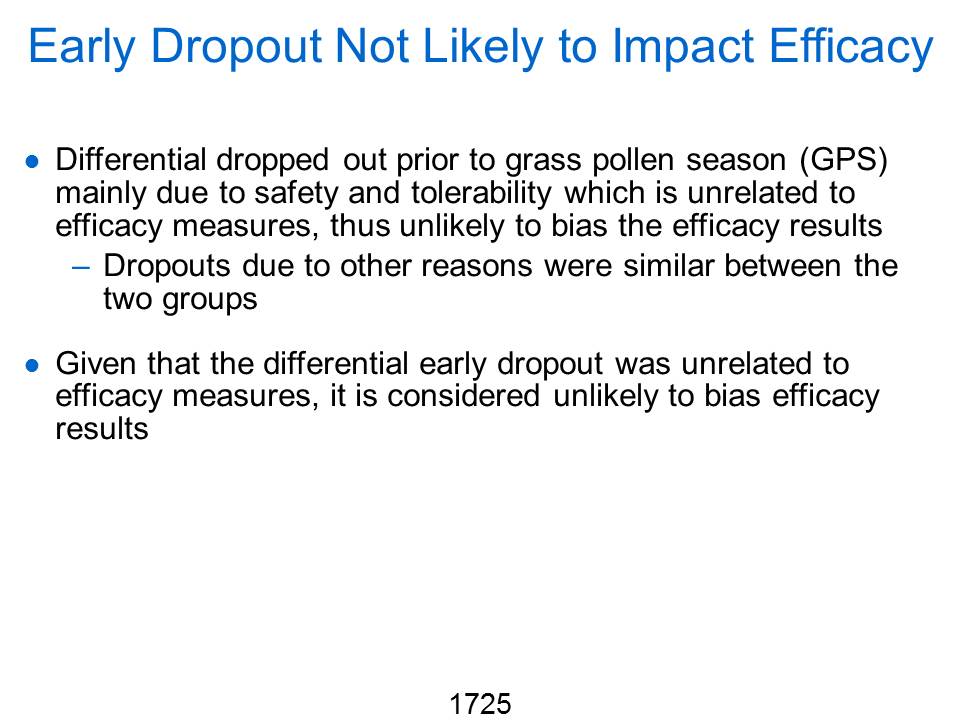 Early Dropout Not Likely to Impact Efficacy
● Differential dropped out prior to grass pollen season (GPS)
mainly due to safety and tolerability which is unrelated to
efficacy measures, thus unlikely to bias the efficacy results
– Dropouts due to other reasons were similar between the
two groups
● Given that the differential early dropout was unrelated to
efficacy measures, it is considered unlikely to bias efficacy
results
1725